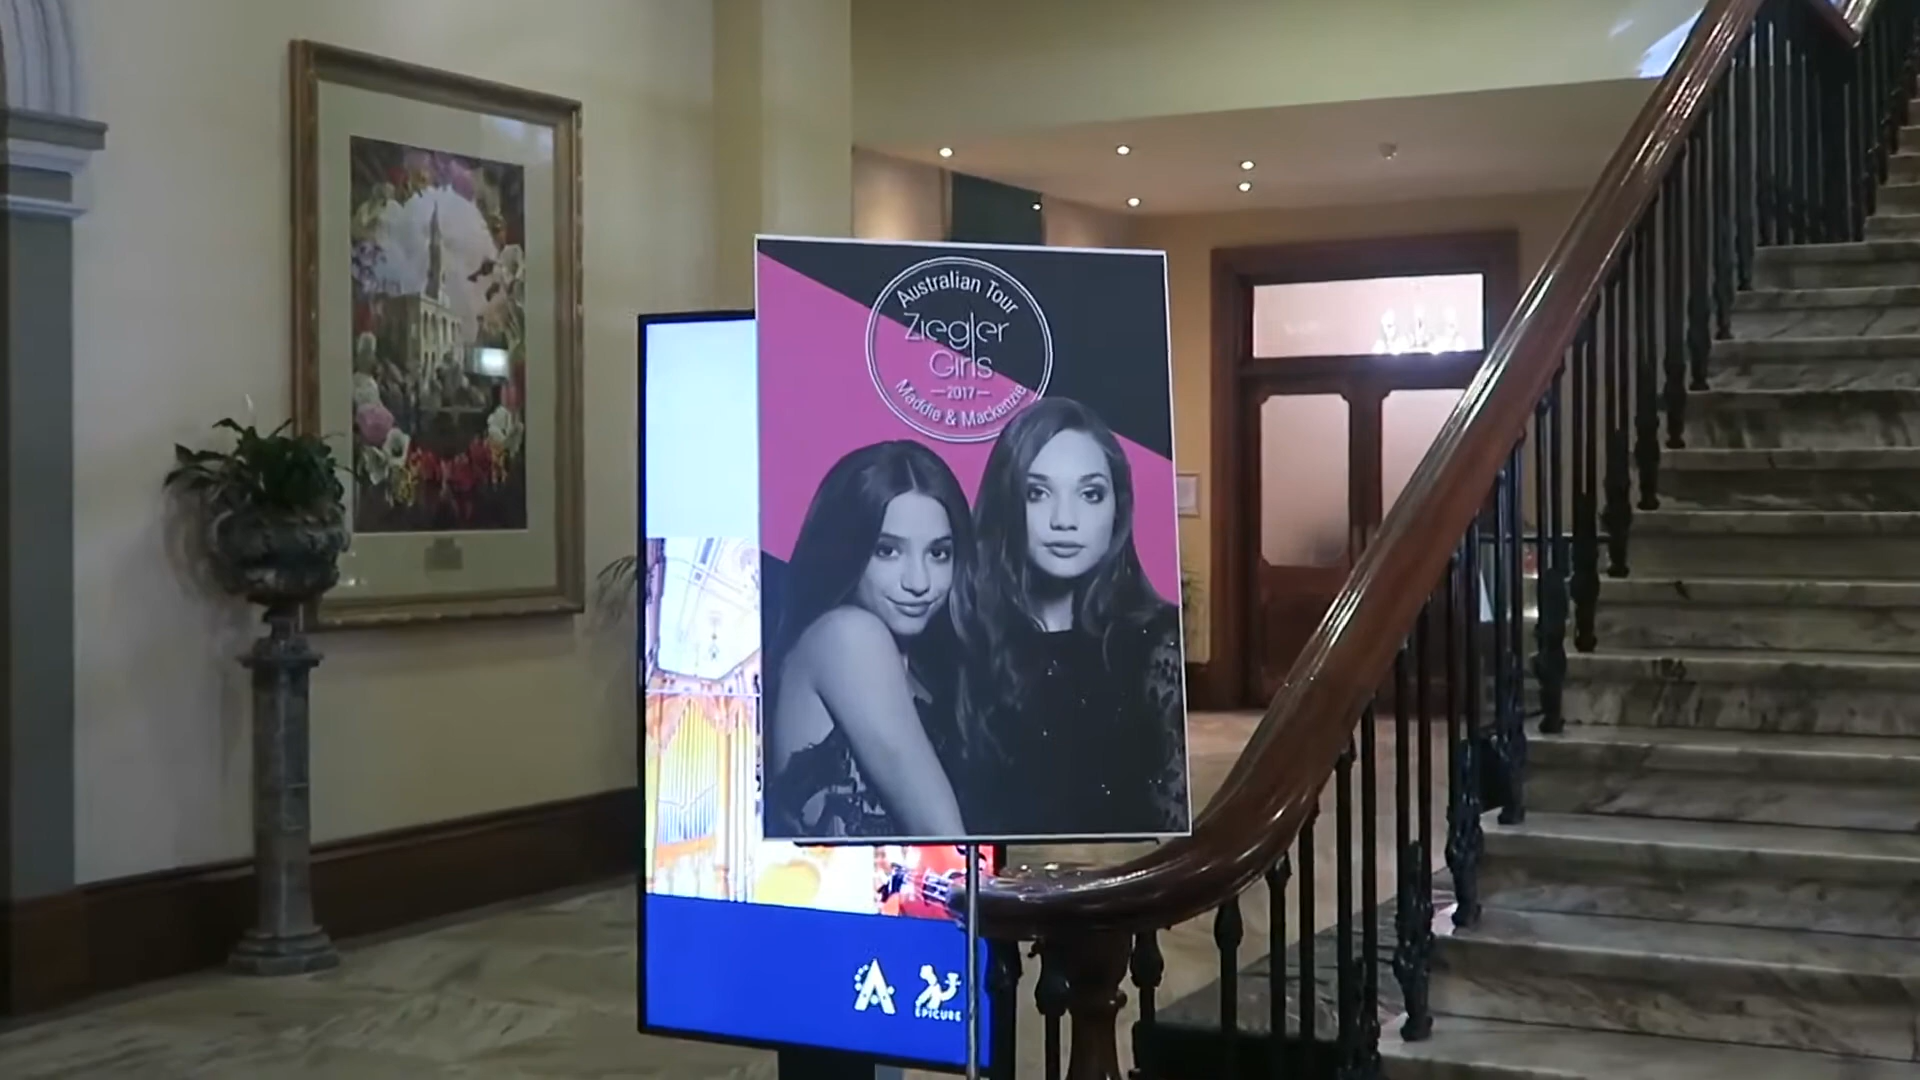 Australian Tour
Ziegler
Girls
—2017—
Maddie & Mackenzie
A
EPICURE